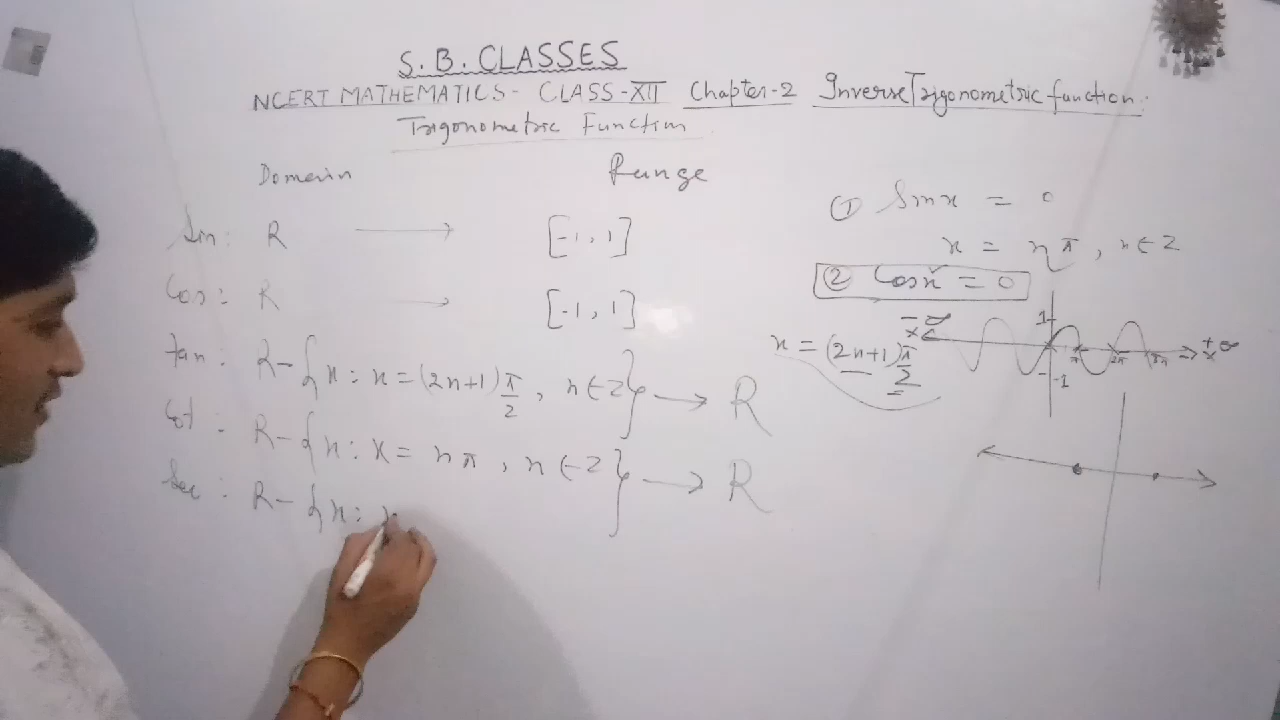 S. B. CLASSES
NCERT MATHEMATICS - CLASS-XII Chapter-2 Inverse Trigonometric function.
Trigonometric Function
Domain Range
Sin : R → [-1, 1]
Cos : R → [-1, 1]
tan : R - {x : x = (2n+1) π/2, n ∈ Z} → R
Cot : R - {x : x = nπ, n ∈ Z} → R
Sec : R - {x : x
① Sin x = 0
x = nπ, n ∈ Z
② Cos x = 0
x = (2n+1) π/2
-∞ 1 +∞
x x
π 2π 3π
-1